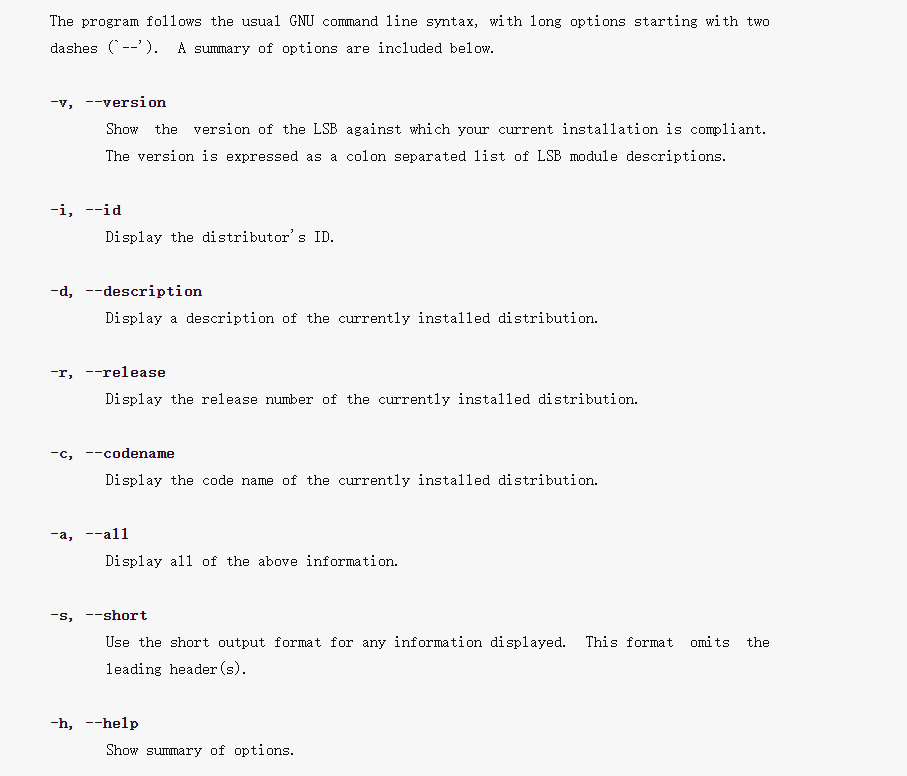 The program follows the usual GNU command line syntax, with long options starting with two
dashes (`--').  A summary of options are included below.
-v, --version
Show  the  version of the LSB against which your current installation is compliant.
The version is expressed as a colon separated list of LSB module descriptions.
-i, --id
Display the distributor's ID.
-d, --description
Display a description of the currently installed distribution.
-r, --release
Display the release number of the currently installed distribution.
-c, --codename
Display the code name of the currently installed distribution.
-a, --all
Display all of the above information.
-s, --short
Use the short output format for any information displayed.  This format  omits  the
leading header(s).
-h, --help
Show summary of options.